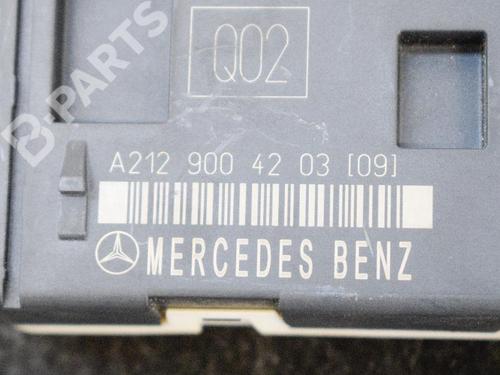 B-PARTS
Q02
A212 900 42 03 [09]
MERCEDES BENZ